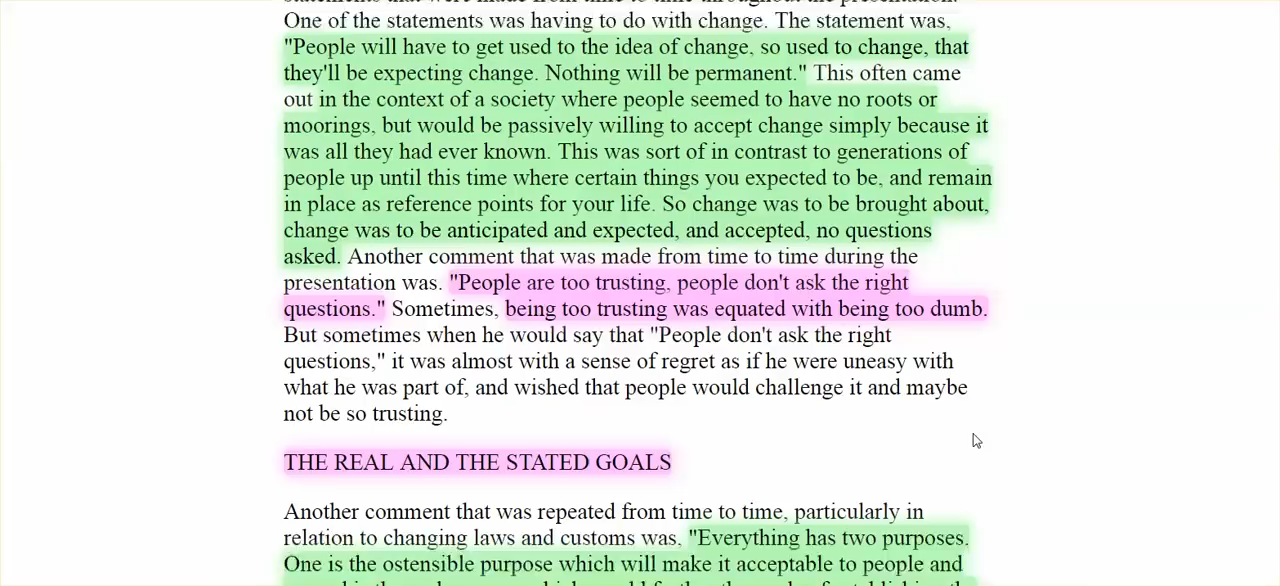 One of the statements was having to do with change. The statement was,
"People will have to get used to the idea of change, so used to change, that
they'll be expecting change. Nothing will be permanent." This often came
out in the context of a society where people seemed to have no roots or
moorings, but would be passively willing to accept change simply because it
was all they had ever known. This was sort of in contrast to generations of
people up until this time where certain things you expected to be, and remain
in place as reference points for your life. So change was to be brought about,
change was to be anticipated and expected, and accepted, no questions
asked. Another comment that was made from time to time during the
presentation was. "People are too trusting, people don't ask the right
questions." Sometimes, being too trusting was equated with being too dumb.
But sometimes when he would say that "People don't ask the right
questions," it was almost with a sense of regret as if he were uneasy with
what he was part of, and wished that people would challenge it and maybe
not be so trusting.
THE REAL AND THE STATED GOALS
Another comment that was repeated from time to time, particularly in
relation to changing laws and customs was, "Everything has two purposes.
One is the ostensible purpose which will make it acceptable to people and